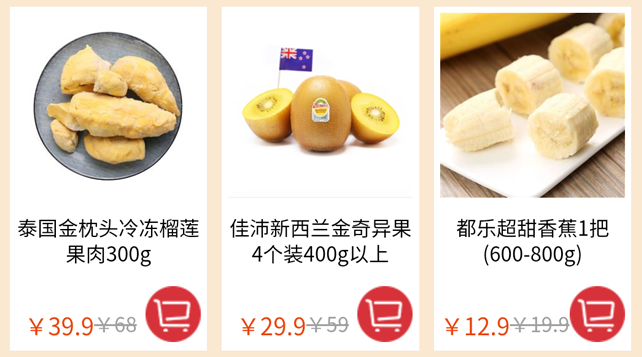 泰国金枕头冷冻榴莲
果肉300g
￥39.9￥68
佳沛新西兰金奇异果
4个装400g以上
￥29.9￥59
都乐超甜香蕉1把
(600-800g)
￥12.9￥19.9